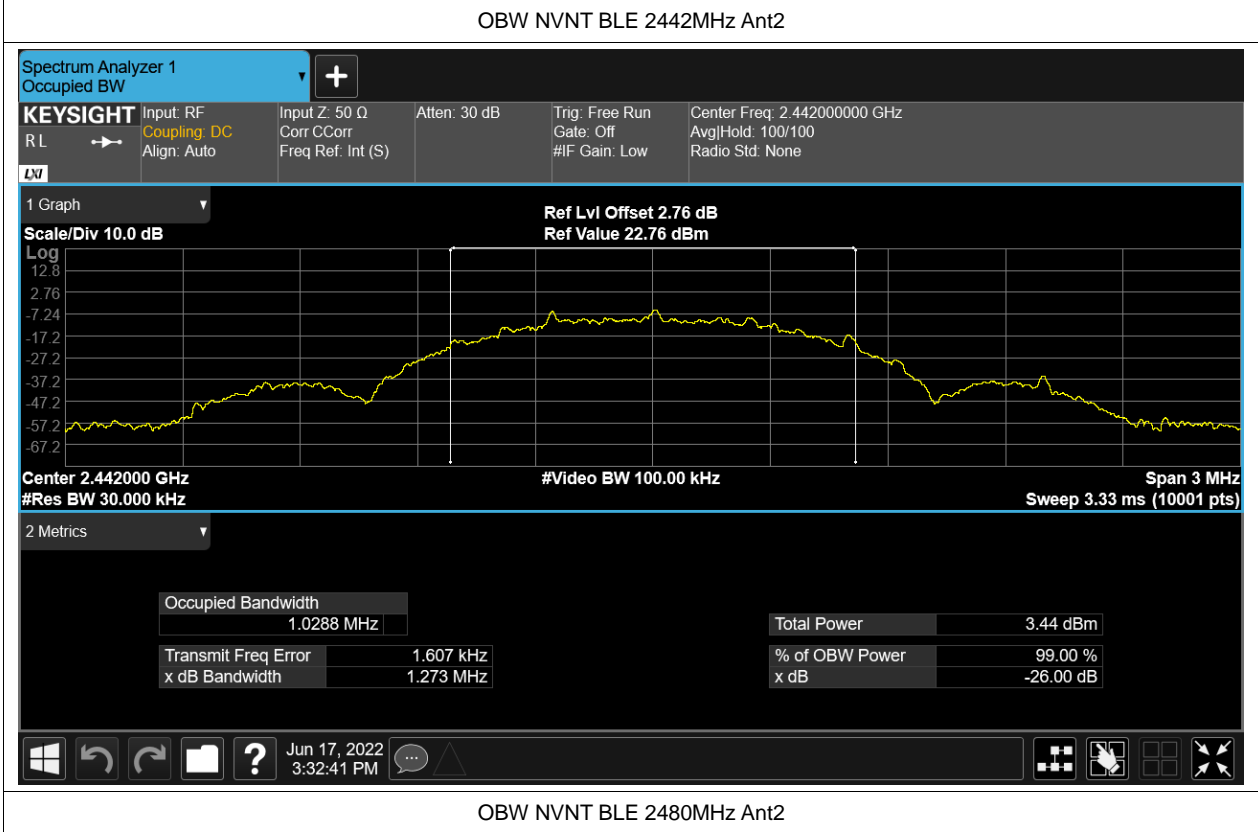 OBW NVNT BLE 2442MHz Ant2
Spectrum Analyzer 1
Occupied BW
KEYSIGHT
R L
LXI
Input: RF
Coupling: DC
Align: Auto
Input Z: 50 Ω
Corr CCorr
Freq Ref: Int (S)
Atten: 30 dB
Trig: Free Run
Gate: Off
#IF Gain: Low
Center Freq: 2.442000000 GHz
Avg|Hold: 100/100
Radio Std: None
1 Graph
Scale/Div 10.0 dB
Ref Lvl Offset 2.76 dB
Ref Value 22.76 dBm
Log
12.8
2.76
-7.24
-17.2
-27.2
-37.2
-47.2
-57.2
-67.2
Center 2.442000 GHz
#Video BW 100.00 kHz
Span 3 MHz
#Res BW 30.000 kHz
Sweep 3.33 ms (10001 pts)
2 Metrics
Occupied Bandwidth
1.0288 MHz
Total Power 3.44 dBm
Transmit Freq Error 1.607 kHz
% of OBW Power 99.00 %
x dB Bandwidth 1.273 MHz
x dB -26.00 dB
?
Jun 17, 2022
3:32:41 PM
OBW NVNT BLE 2480MHz Ant2